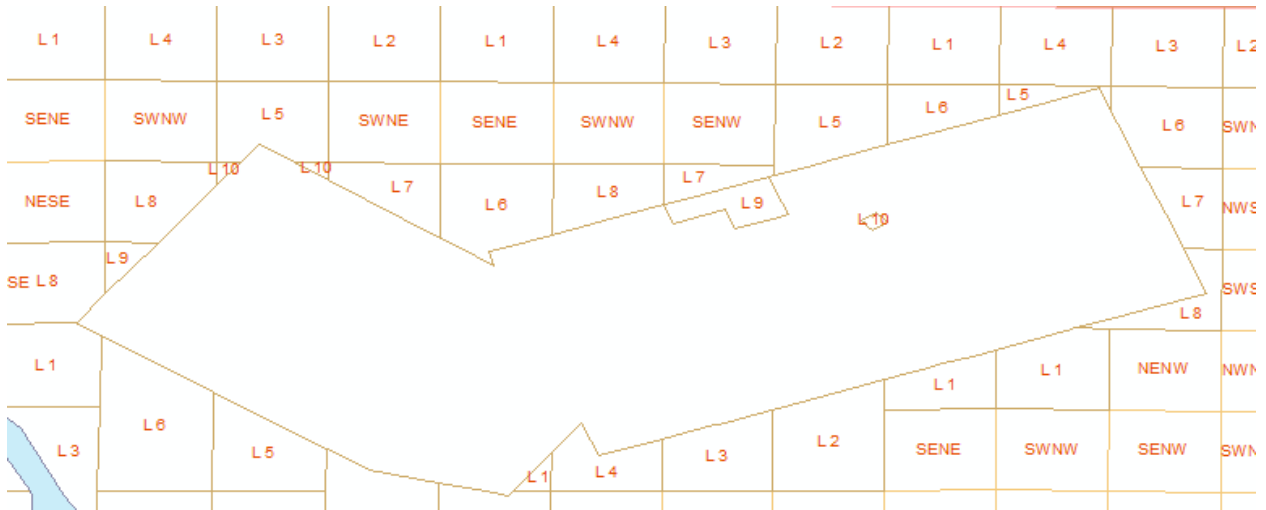 L 1 L 4 L 3 L 2 L 1 L 4 L 3 L 2 L 1 L 4 L 3 L2
SENE SWNW L 5 SWNE SENE SWNW SENW L 5 L 6 L 5 L 6 SWN
L 10 L 10
NESE L 8 L 7 L 6 L 8 L 7 L 9 L 10 L 7 NWS
SE L 8 L 9 SWS
L 8
L 1 L 1 L 1 NENW NWN
L 6
L 3 L 5 L 1 L 4 L 3 L 2 SENE SWNW SENW SWN